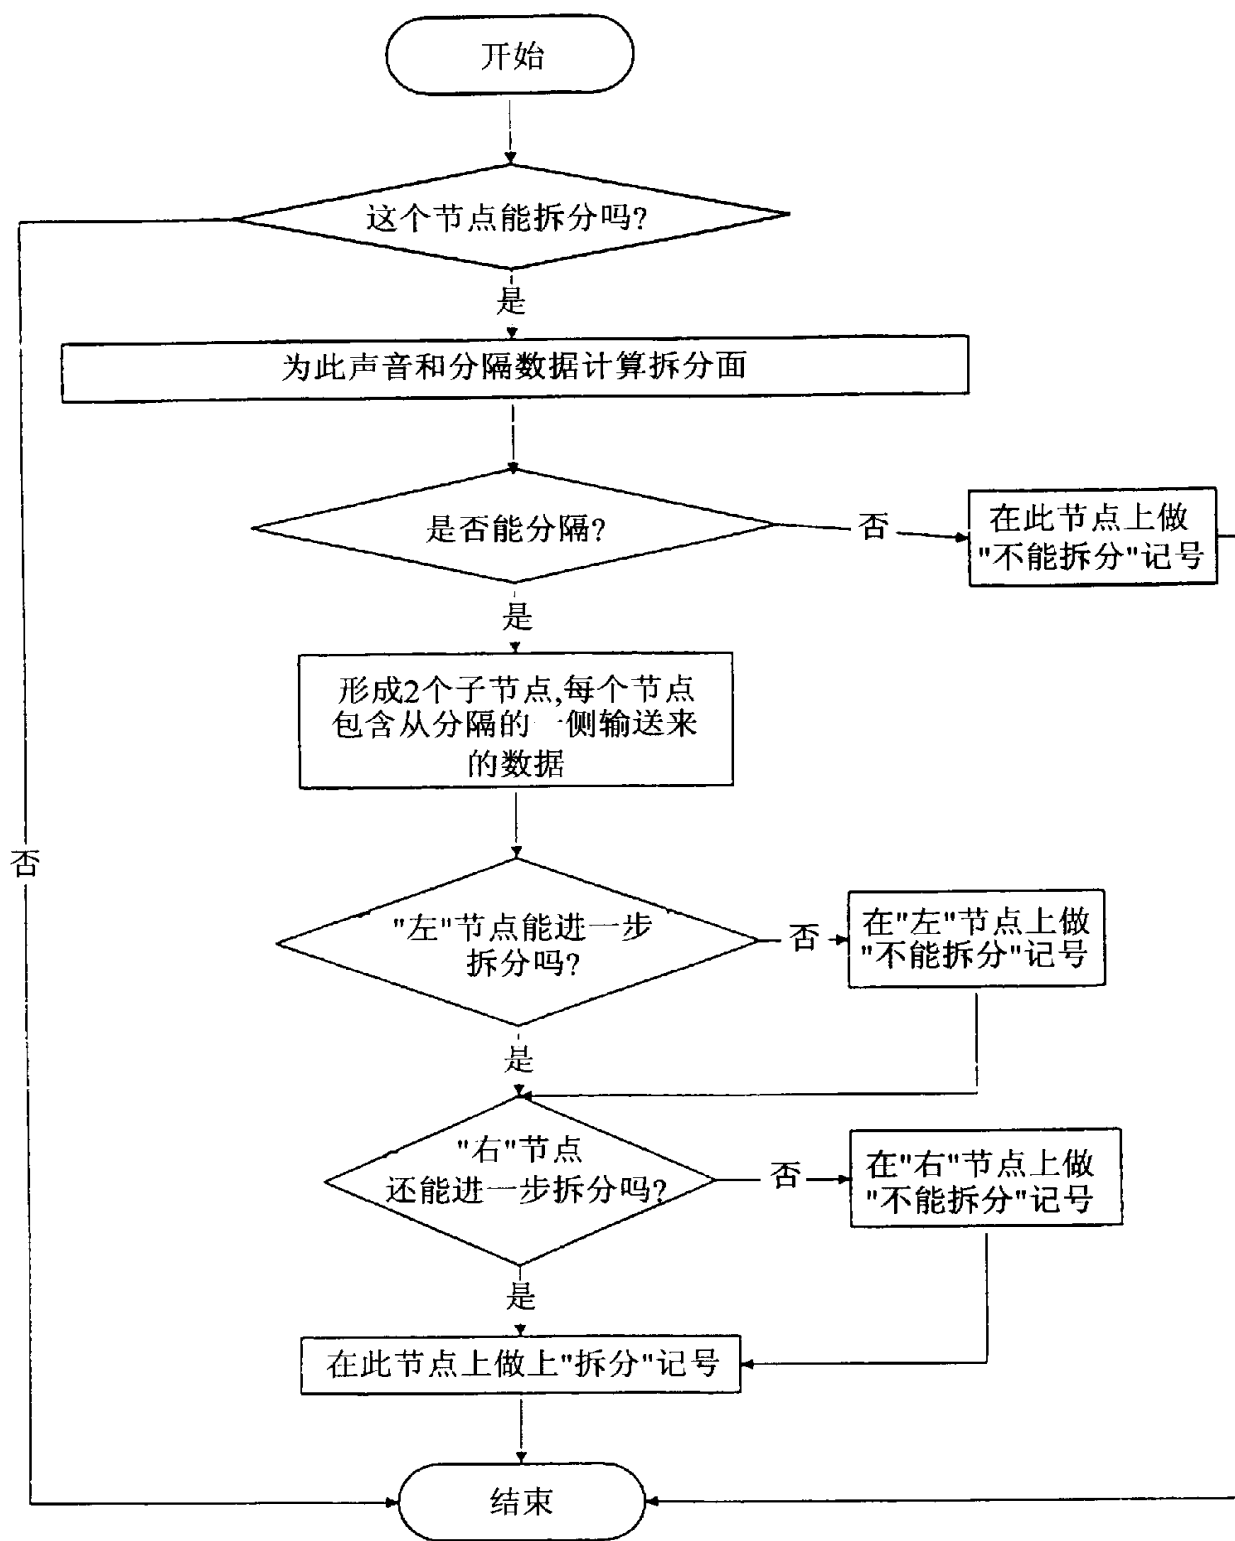 开始
这个节点能拆分吗?
是
为此声音和分隔数据计算拆分面
是否能分隔?
否
在此节点上做
"不能拆分"记号
是
形成2个子节点,每个节点
包含从分隔的一侧输送来
的数据
否
"左"节点能进一步
拆分吗?
否
在"左"节点上做
"不能拆分"记号
是
"右"节点
还能进一步拆分吗?
否
在"右"节点上做
"不能拆分"记号
是
在此节点上做上"拆分"记号
结束